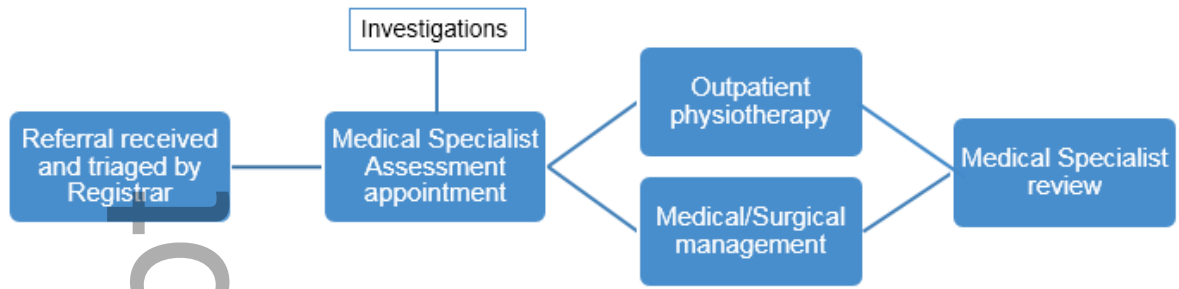 Investigations
Referral received
and triaged by
Registrar
Medical Specialist
Assessment
appointment
Outpatient
physiotherapy
Medical/Surgical
management
Medical Specialist
review